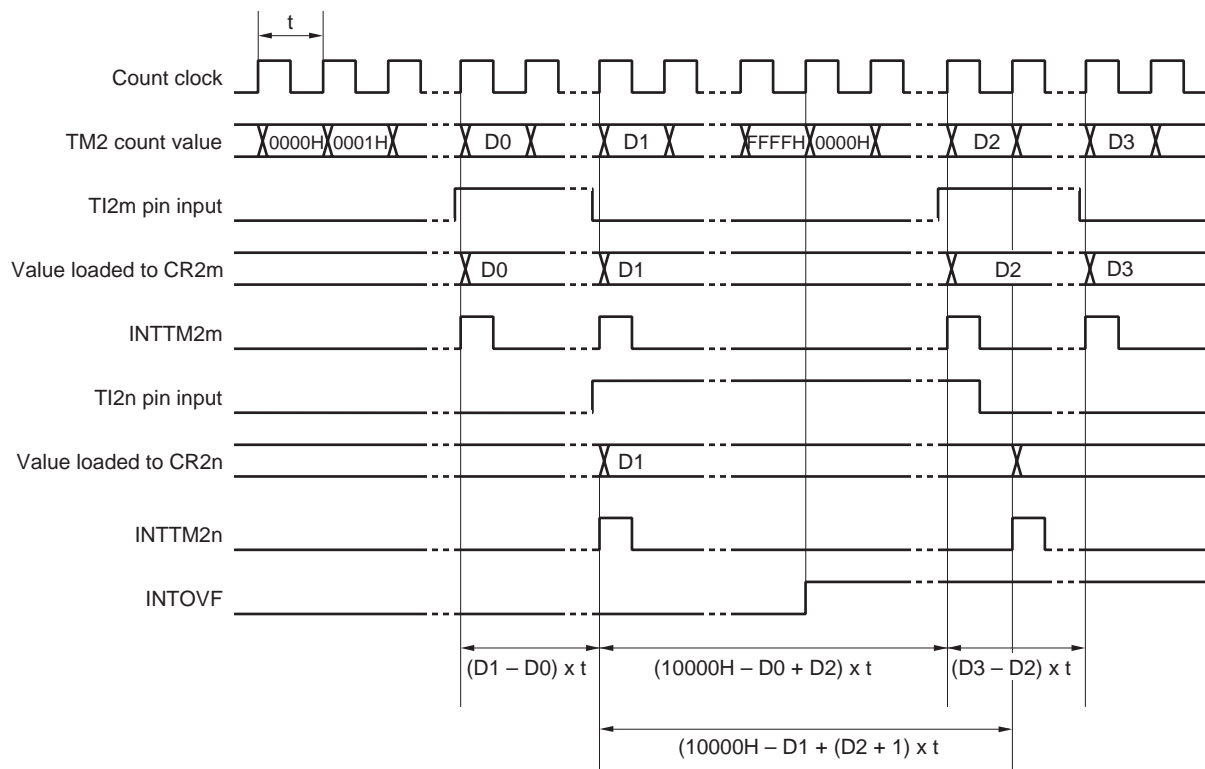 t
Count clock
TM2 count value 0000H 0001H D0 D1 FFFFH 0000H D2 D3
TI2m pin input
Value loaded to CR2m D0 D1 D2 D3
INTTM2m
TI2n pin input
Value loaded to CR2n D1
INTTM2n
INTOVF
(D1 – D0) x t (10000H – D0 + D2) x t (D3 – D2) x t
(10000H – D1 + (D2 + 1) x t